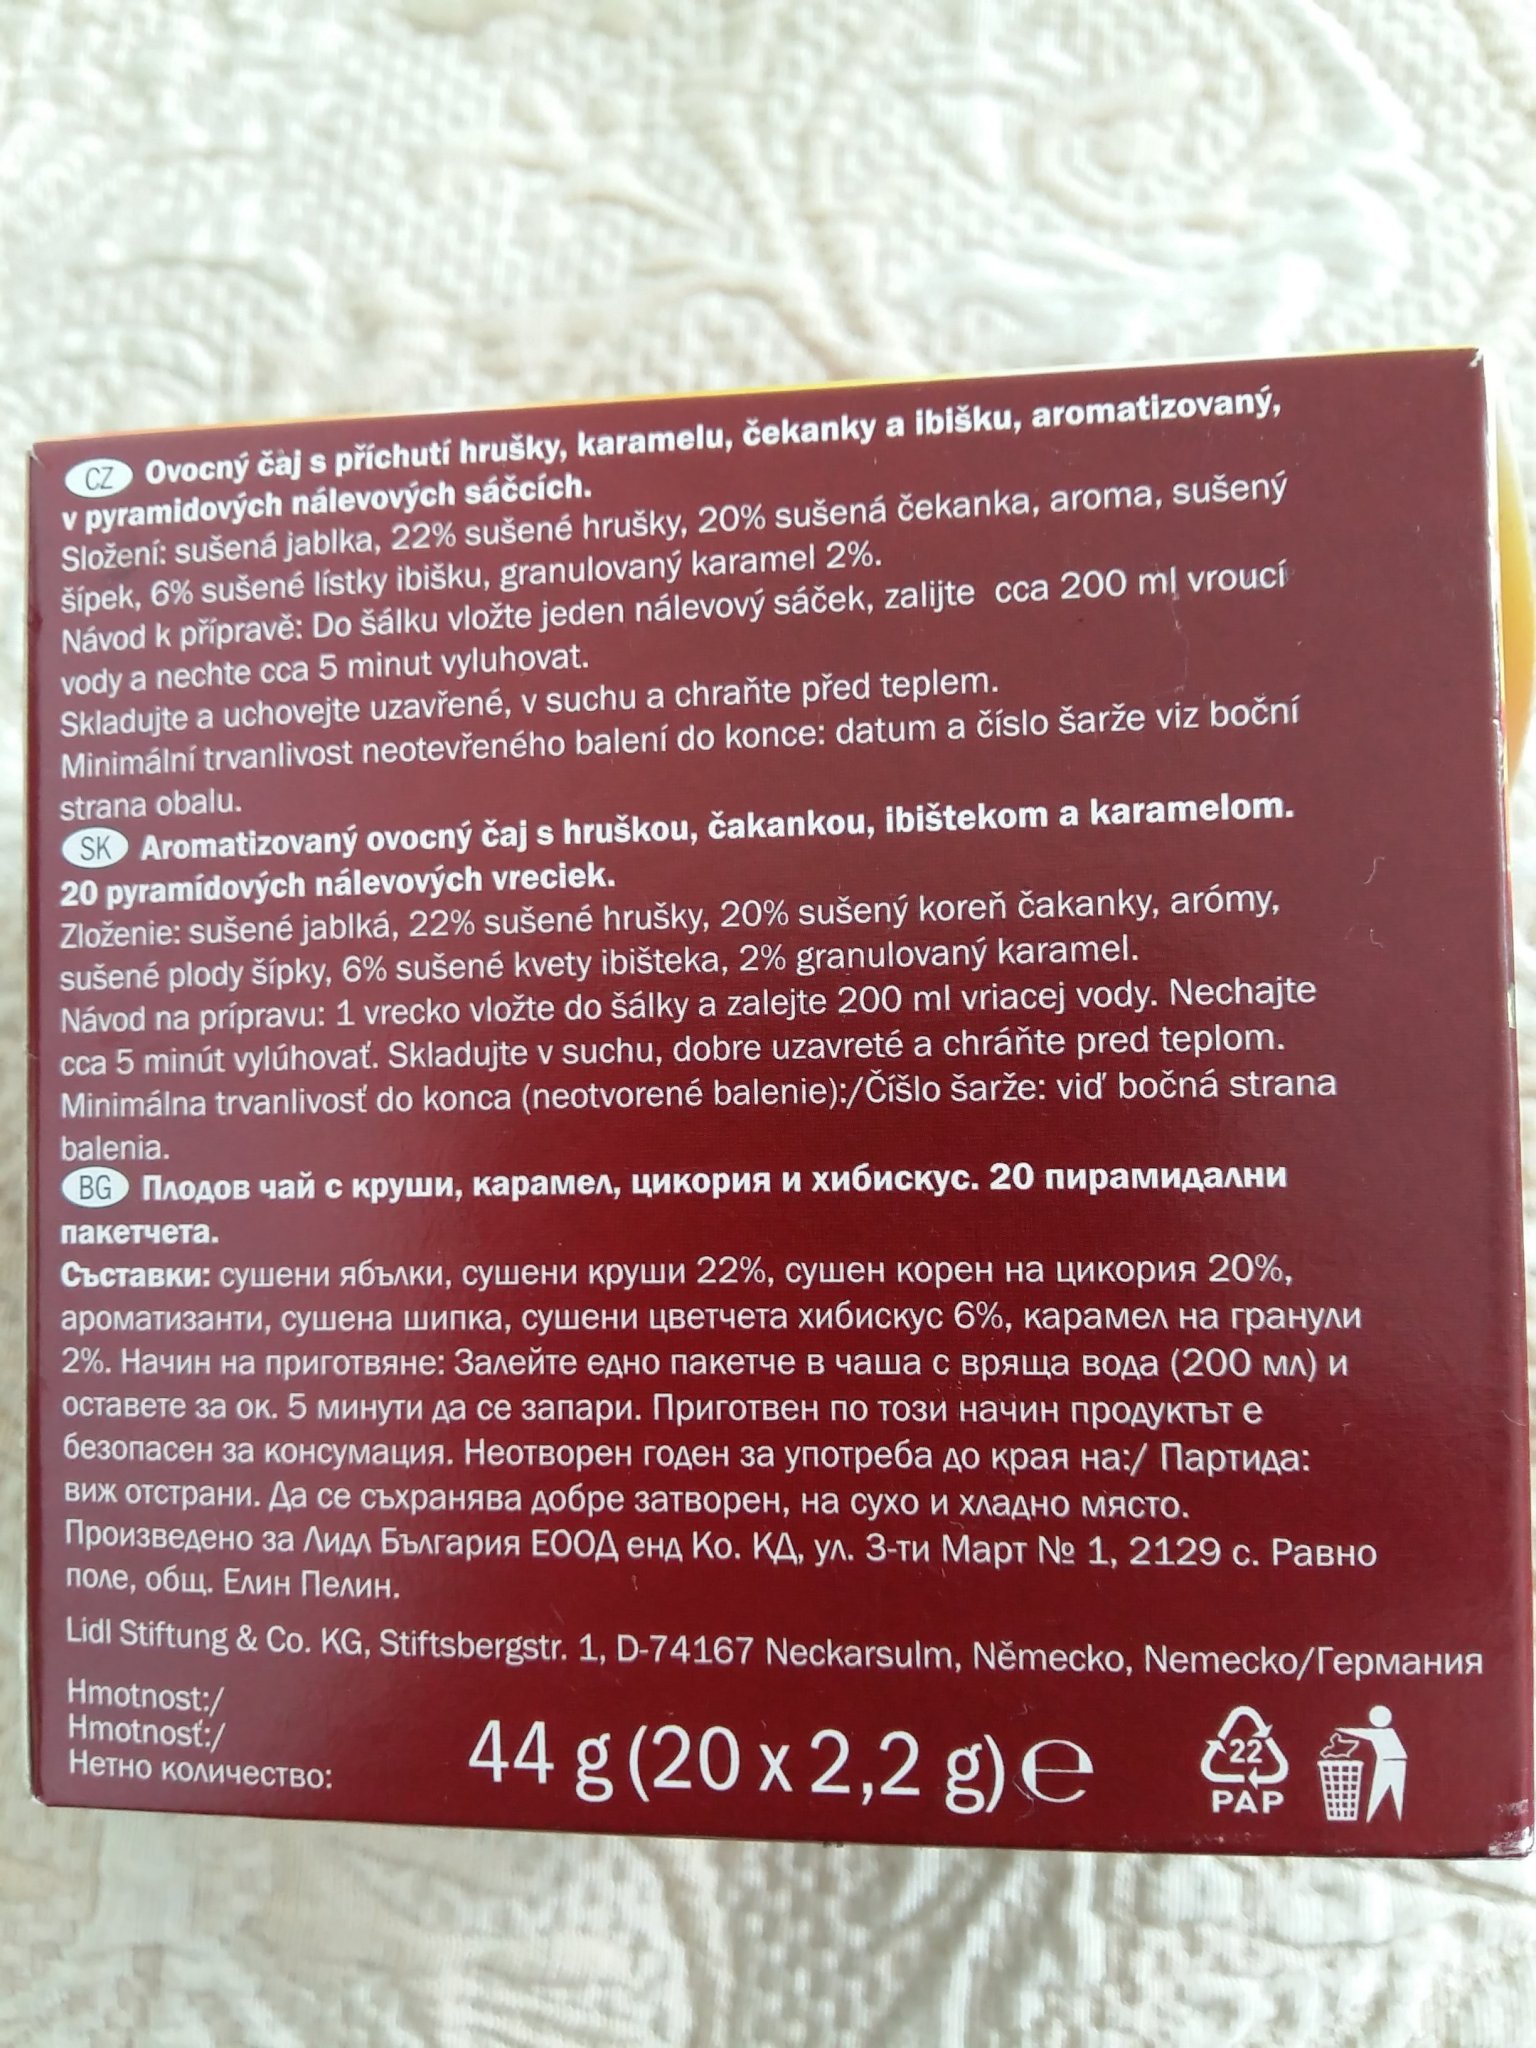 CZ Ovocný čaj s příchutí hrušky, karamelu, čekanky a ibišku, aromatizovaný,
v pyramidových nálevových sáčcích.
Složení: sušená jablka, 22% sušené hrušky, 20% sušená čekanka, aroma, sušený
šípek, 6% sušené lístky ibišku, granulovaný karamel 2%.
Návod k přípravě: Do šálku vložte jeden nálevový sáček, zalijte cca 200 ml vroucí
vody a nechte cca 5 minut vyluhovat.
Skladujte a uchovejte uzavřené, v suchu a chraňte před teplem.
Minimální trvanlivost neotevřeného balení do konce: datum a číslo šarže viz boční
strana obalu.
SK Aromatizovaný ovocný čaj s hruškou, čakankou, ibištekom a karamelom.
20 pyramídových nálevových vreciek.
Zloženie: sušené jablká, 22% sušené hrušky, 20% sušený koreň čakanky, arómy,
sušené plody šípky, 6% sušené kvety ibišteka, 2% granulovaný karamel.
Návod na prípravu: 1 vrecko vložte do šálky a zalejte 200 ml vriacej vody. Nechajte
cca 5 minút vylúhovať. Skladujte v suchu, dobre uzavreté a chráňte pred teplom.
Minimálna trvanlivosť do konca (neotvorené balenie):/Číšlo šarže: viď bočná strana
balenia.
BG Плодов чай с круши, карамел, цикория и хибискус. 20 пирамидални
пакетчета.
Съставки: сушени ябълки, сушени круши 22%, сушен корен на цикория 20%,
ароматизанти, сушена шипка, сушени цветчета хибискус 6%, карамел на гранули
2%. Начин на приготвяне: Залейте едно пакетче в чаша с вряща вода (200 мл) и
оставете за ок. 5 минути да се запари. Приготвен по този начин продуктът е
безопасен за консумация. Неотворен годен за употреба до края на:/ Партида:
виж отстрани. Да се съхранява добре затворен, на сухо и хладно място.
Произведено за Лидл България ЕООД енд Ко. КД, ул. 3-ти Март № 1, 2129 с. Равно
поле, общ. Елин Пелин.
Lidl Stiftung & Co. KG, Stiftsbergstr. 1, D-74167 Neckarsulm, Německo, Nemecko/Германия
Hmotnost:/
Hmotnosť:/
Нетно количество:
44 g (20 x 2,2 g) e
22
PAP